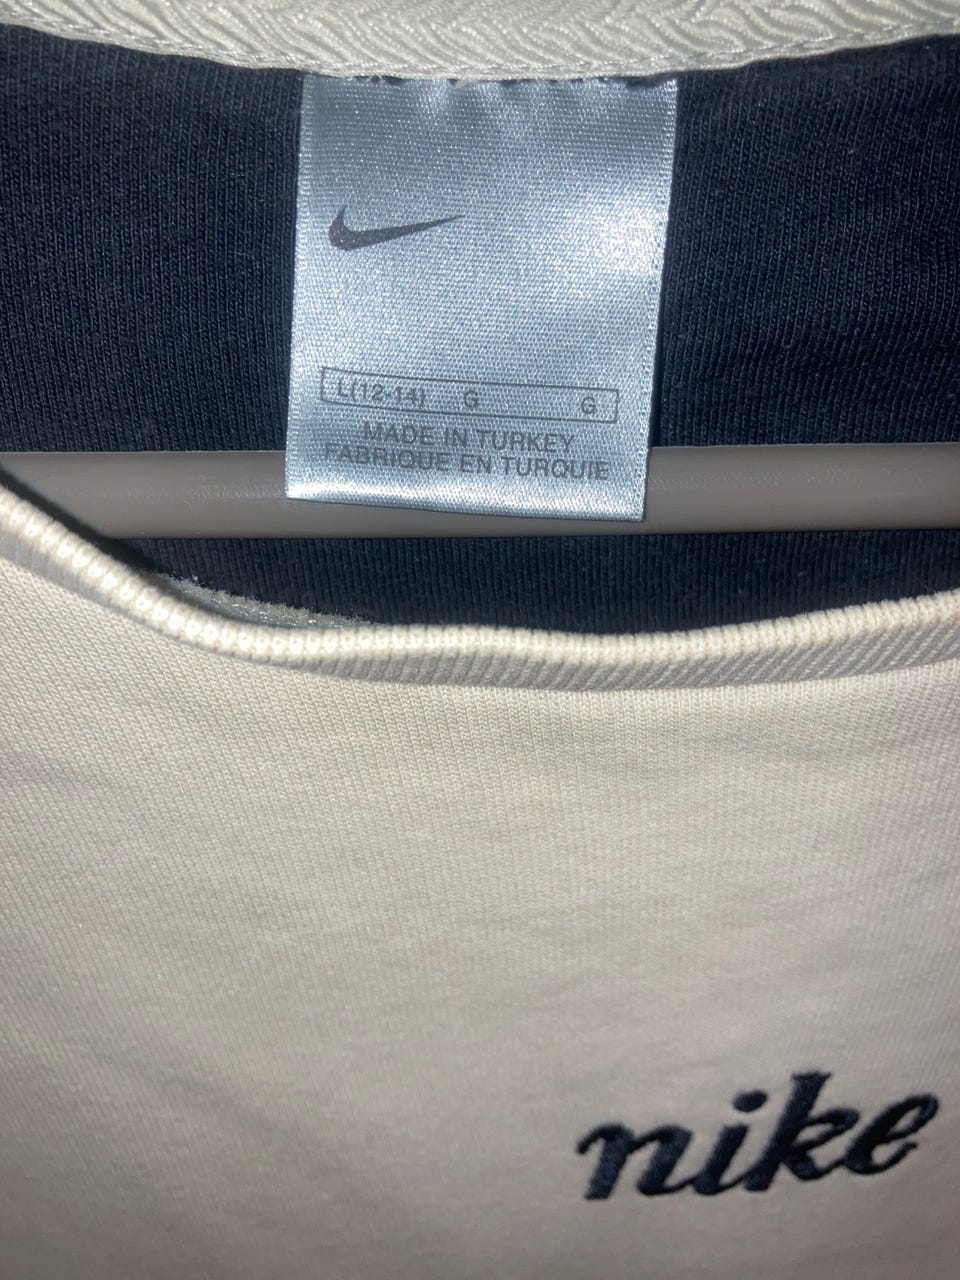 L(12-14) G G
MADE IN TURKEY
FABRIQUE EN TURQUIE
nike